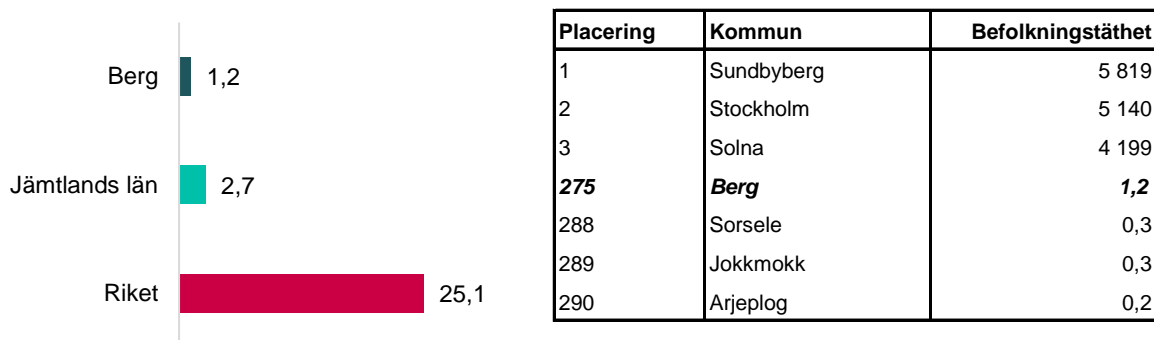 Berg 1,2
Jämtlands län 2,7
Riket 25,1
Placering Kommun Befolkningstäthet
1 Sundbyberg 5 819
2 Stockholm 5 140
3 Solna 4 199
275 Berg 1,2
288 Sorsele 0,3
289 Jokkmokk 0,3
290 Arjeplog 0,2